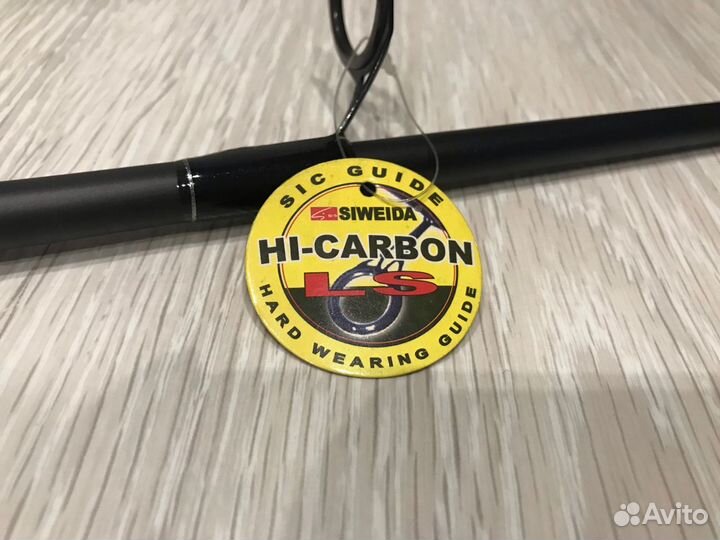 SIC GUIDE
SIWEIDA
HI-CARBON
LS
HARD WEARING GUIDE
Avito